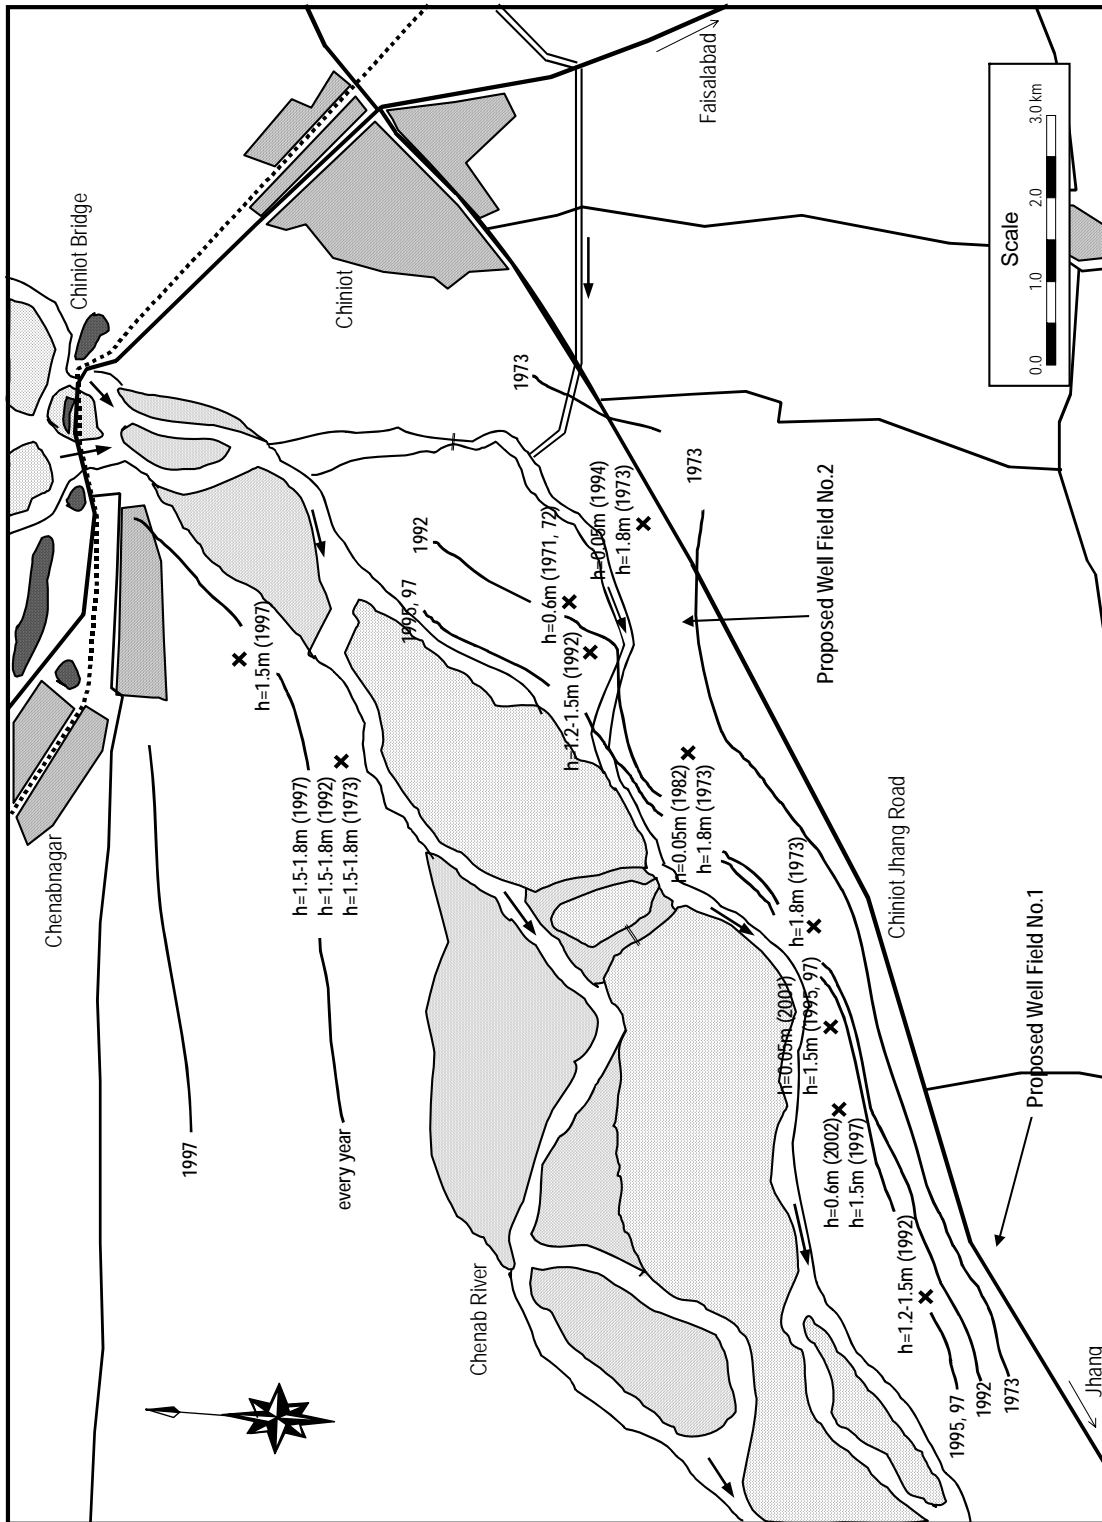 Chiniot Bridge
Chiniot
Faisalabad
Scale
0.0 1.0 2.0 3.0 km
Chenabnagar
h=1.5m (1997)
h=1.5-1.8m (1997)
h=1.5-1.8m (1992)
h=1.5-1.8m (1973)
1997
every year
Chenab River
1973
1973
1992
1995, 97
h=0.6m (1971, 72)
h=1.2-1.5m (1992)
h=0.05m (1994)
h=1.8m (1973)
Proposed Well Field No.2
h=0.05m (1982)
h=1.8m (1973)
h=1.8m (1973)
h=0.05m (2001)
h=1.5m (1995, 97)
h=0.6m (2002)
h=1.5m (1997)
h=1.2-1.5m (1992)
Chiniot Jhang Road
Proposed Well Field No.1
1995, 97
1992
1973
Jhang